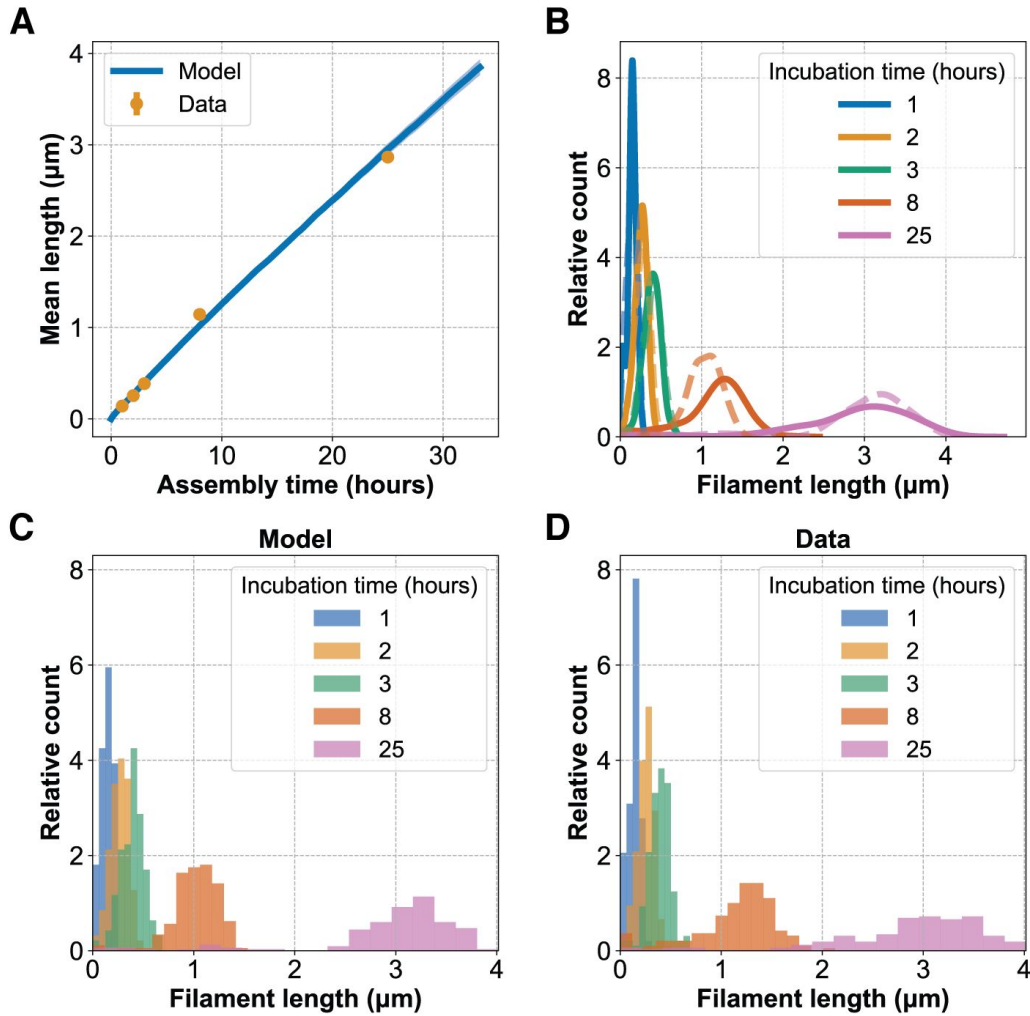 A
Mean length (µm)
4
3
2
1
0
Model
Data
0 10 20 30
Assembly time (hours)
B
Relative count
8
6
4
2
0
Incubation time (hours)
1
2
3
8
25
0 1 2 3 4
Filament length (µm)
C
Model
Relative count
8
6
4
2
0
Incubation time (hours)
1
2
3
8
25
0 1 2 3 4
Filament length (µm)
D
Data
Relative count
8
6
4
2
0
Incubation time (hours)
1
2
3
8
25
0 1 2 3 4
Filament length (µm)